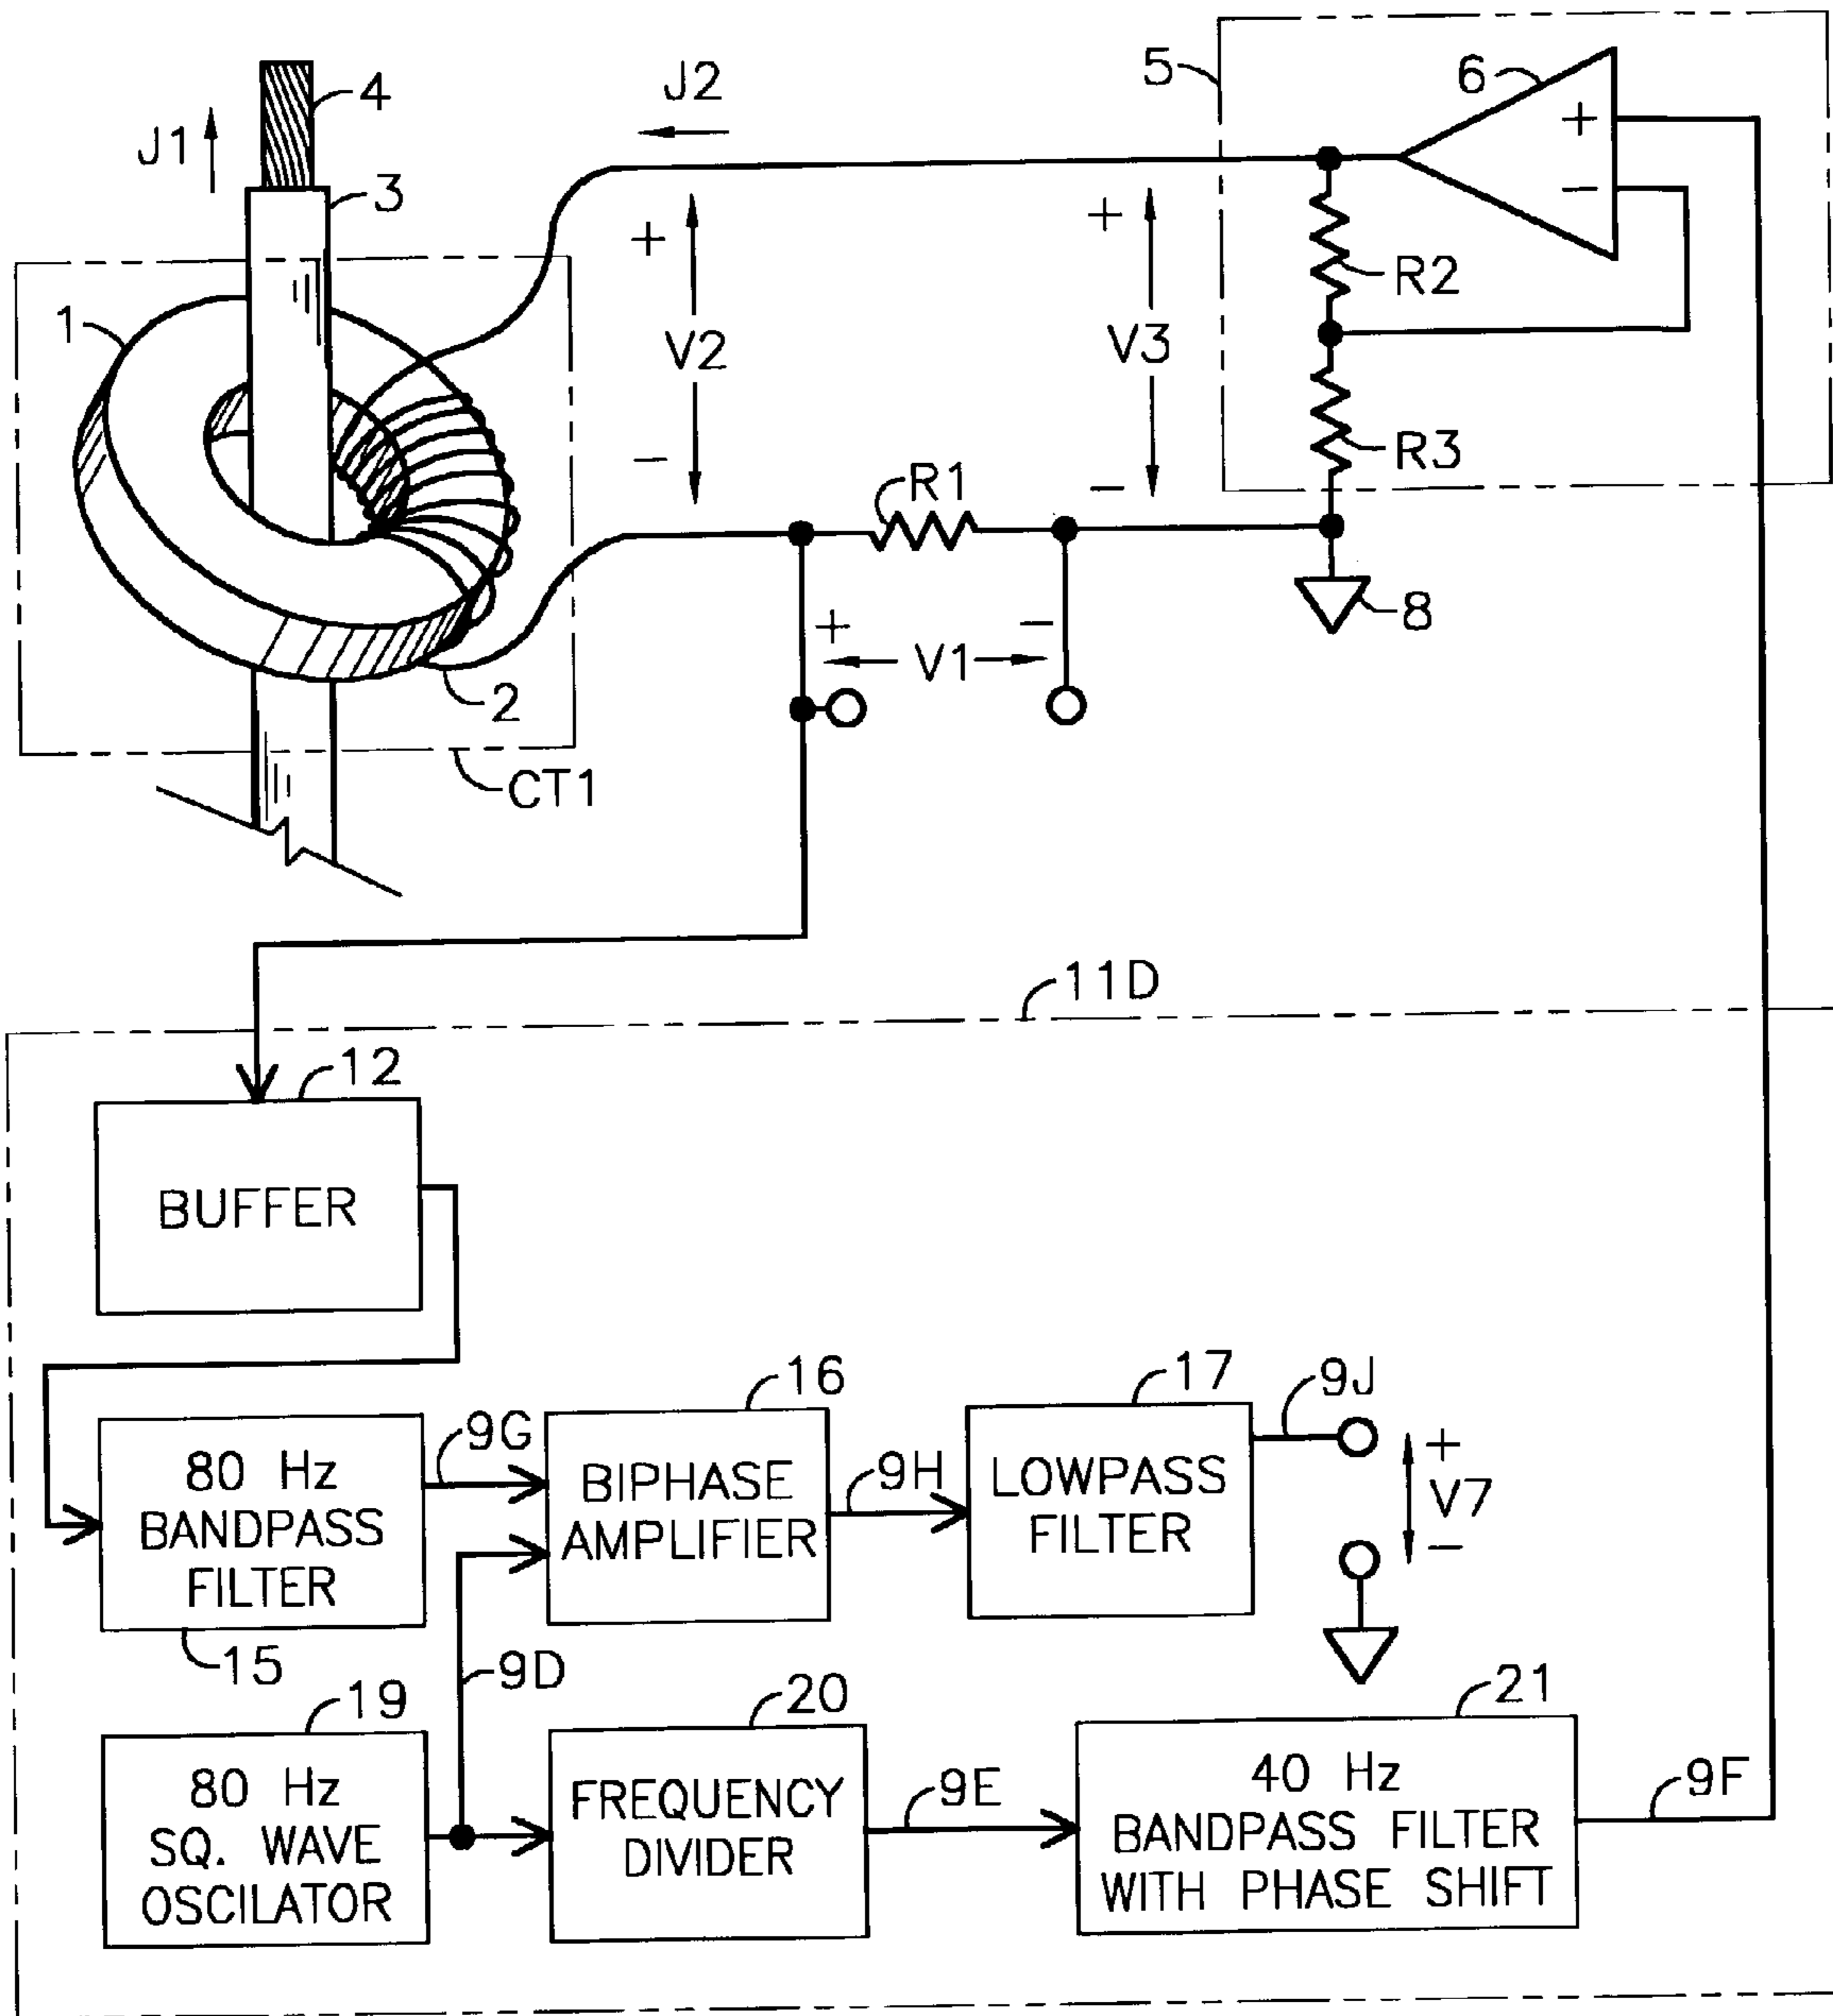 5
6
J2
4
J1
3
+
−
+
+
R2
1
V2
V3
−
R1
−
R3
8
+
−
V1
2
CT1
11D
12
BUFFER
16
17
9J
9G
80 Hz
BANDPASS
FILTER
BIPHASE
AMPLIFIER
9H
LOWPASS
FILTER
+
V7
−
15
9D
19
20
21
80 Hz
SQ. WAVE
OSCILATOR
FREQUENCY
DIVIDER
9E
40 Hz
BANDPASS FILTER
WITH PHASE SHIFT
9F